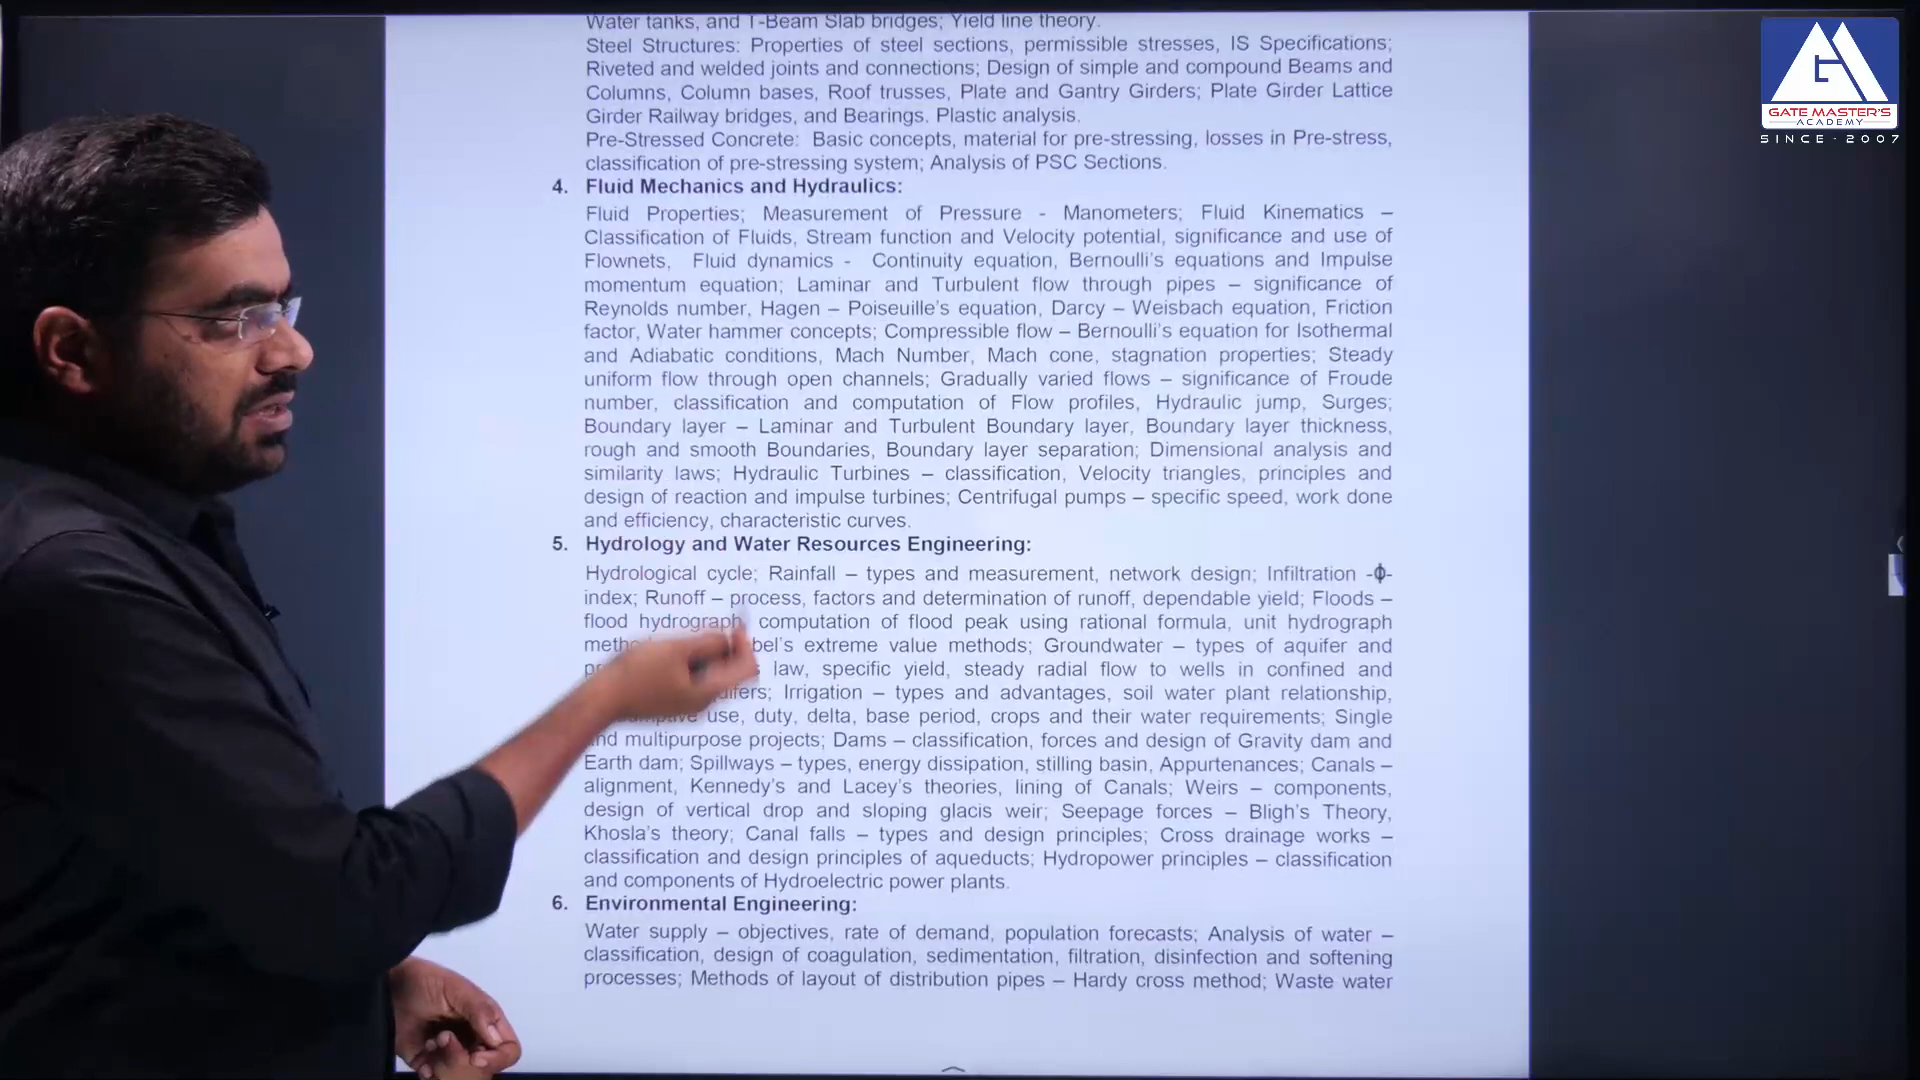 Water tanks, and T-Beam Slab bridges; Yield line theory.
Steel Structures: Properties of steel sections, permissible stresses, IS Specifications;
Riveted and welded joints and connections; Design of simple and compound Beams and
Columns, Column bases, Roof trusses, Plate and Gantry Girders; Plate Girder Lattice
Girder Railway bridges, and Bearings. Plastic analysis.
Pre-Stressed Concrete: Basic concepts, material for pre-stressing, losses in Pre-stress,
classification of pre-stressing system; Analysis of PSC Sections.
4. Fluid Mechanics and Hydraulics:
Fluid Properties; Measurement of Pressure - Manometers; Fluid Kinematics –
Classification of Fluids, Stream function and Velocity potential, significance and use of
Flownets, Fluid dynamics - Continuity equation, Bernoulli's equations and Impulse
momentum equation; Laminar and Turbulent flow through pipes – significance of
Reynolds number, Hagen – Poiseuille's equation, Darcy – Weisbach equation, Friction
factor, Water hammer concepts; Compressible flow – Bernoulli's equation for Isothermal
and Adiabatic conditions, Mach Number, Mach cone, stagnation properties; Steady
uniform flow through open channels; Gradually varied flows – significance of Froude
number, classification and computation of Flow profiles, Hydraulic jump, Surges;
Boundary layer – Laminar and Turbulent Boundary layer, Boundary layer thickness,
rough and smooth Boundaries, Boundary layer separation; Dimensional analysis and
similarity laws; Hydraulic Turbines – classification, Velocity triangles, principles and
design of reaction and impulse turbines; Centrifugal pumps – specific speed, work done
and efficiency, characteristic curves.
5. Hydrology and Water Resources Engineering:
Hydrological cycle; Rainfall – types and measurement, network design; Infiltration -Φ-
index; Runoff – process, factors and determination of runoff, dependable yield; Floods –
flood hydrograph, computation of flood peak using rational formula, unit hydrograph
extreme value methods; Groundwater – types of aquifer and
law, specific yield, steady radial flow to wells in confined and
Irrigation – types and advantages, soil water plant relationship,
use, duty, delta, base period, crops and their water requirements; Single
and multipurpose projects; Dams – classification, forces and design of Gravity dam and
Earth dam; Spillways – types, energy dissipation, stilling basin, Appurtenances; Canals –
alignment, Kennedy's and Lacey's theories, lining of Canals; Weirs – components,
design of vertical drop and sloping glacis weir; Seepage forces – Bligh's Theory,
Khosla's theory; Canal falls – types and design principles; Cross drainage works –
classification and design principles of aqueducts; Hydropower principles – classification
and components of Hydroelectric power plants.
6. Environmental Engineering:
Water supply – objectives, rate of demand, population forecasts; Analysis of water –
classification, design of coagulation, sedimentation, filtration, disinfection and softening
processes; Methods of layout of distribution pipes – Hardy cross method; Waste water
GATE MASTER'S
ACADEMY
SINCE-2007